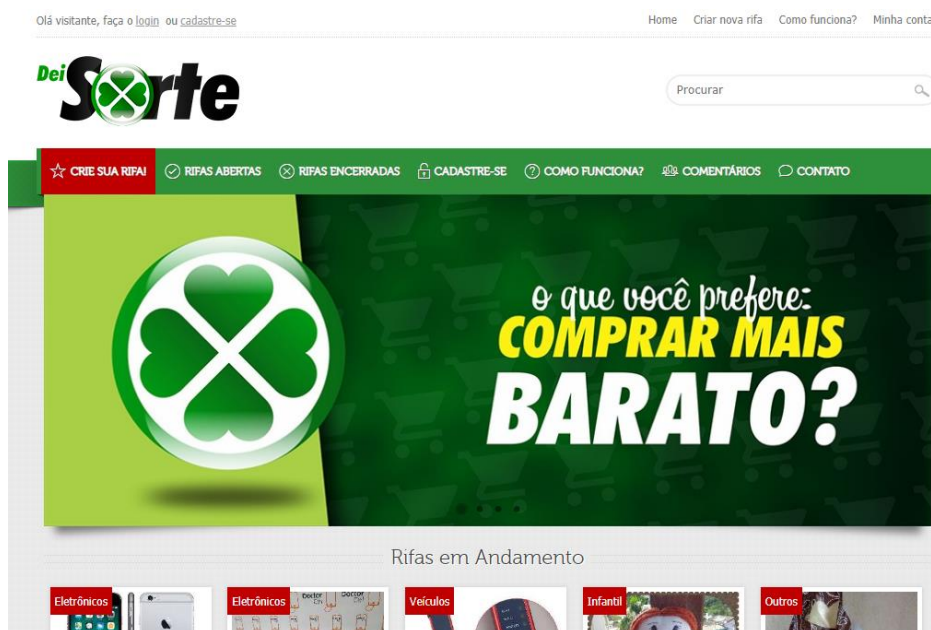 Olá visitante, faça o login ou cadastre-se
Home Criar nova rifa Como funciona? Minha conta
Dei Sorte
Procurar
CRIE SUA RIFA! RIFAS ABERTAS RIFAS ENCERRADAS CADASTRE-SE COMO FUNCIONA? COMENTÁRIOS CONTATO
o que você prefere:
COMPRAR MAIS
BARATO?
Rifas em Andamento
Eletrônicos Eletrônicos Veículos Infantil Outros